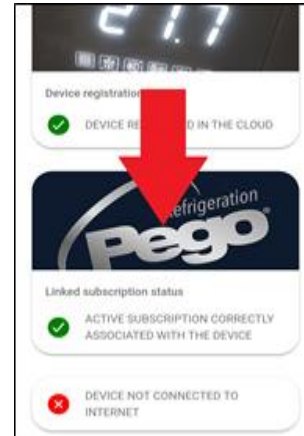 21.7
Device registration
DEVICE RE D IN THE CLOUD
Refrigeration
Pego
Linked subscription status
ACTIVE SUBSCRIPTION CORRECTLY
ASSOCIATED WITH THE DEVICE
DEVICE NOT CONNECTED TO
INTERNET